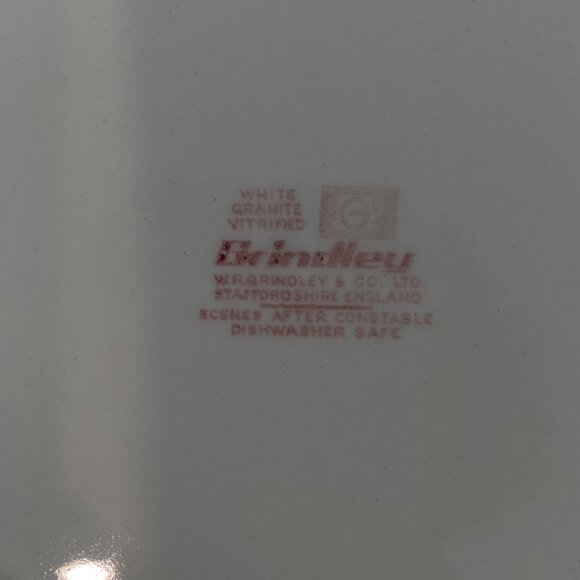 WHITE
GRANITE
VITRIFIED
G
Grindley
W.H.GRINDLEY & CO. LTD.
STAFFORDSHIRE ENGLAND
SCENES AFTER CONSTABLE
DISHWASHER SAFE